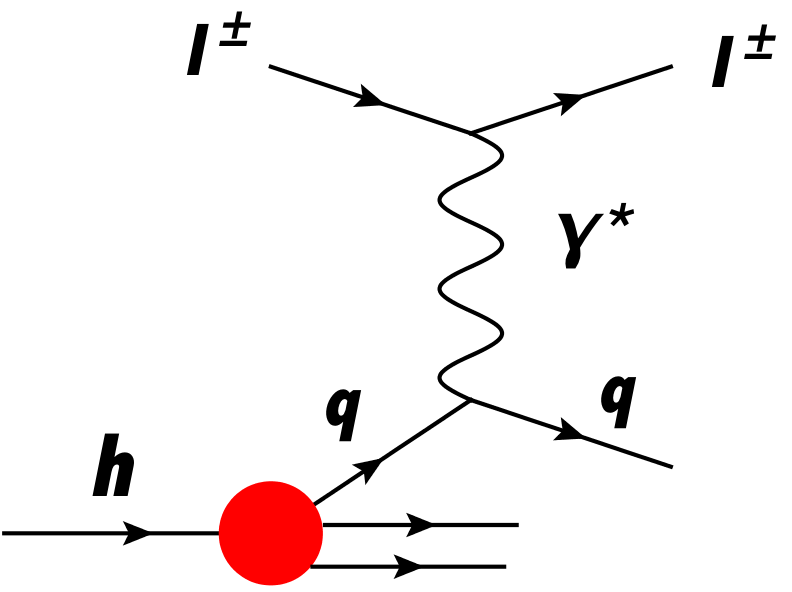 l ± l ±
γ*
q q
h